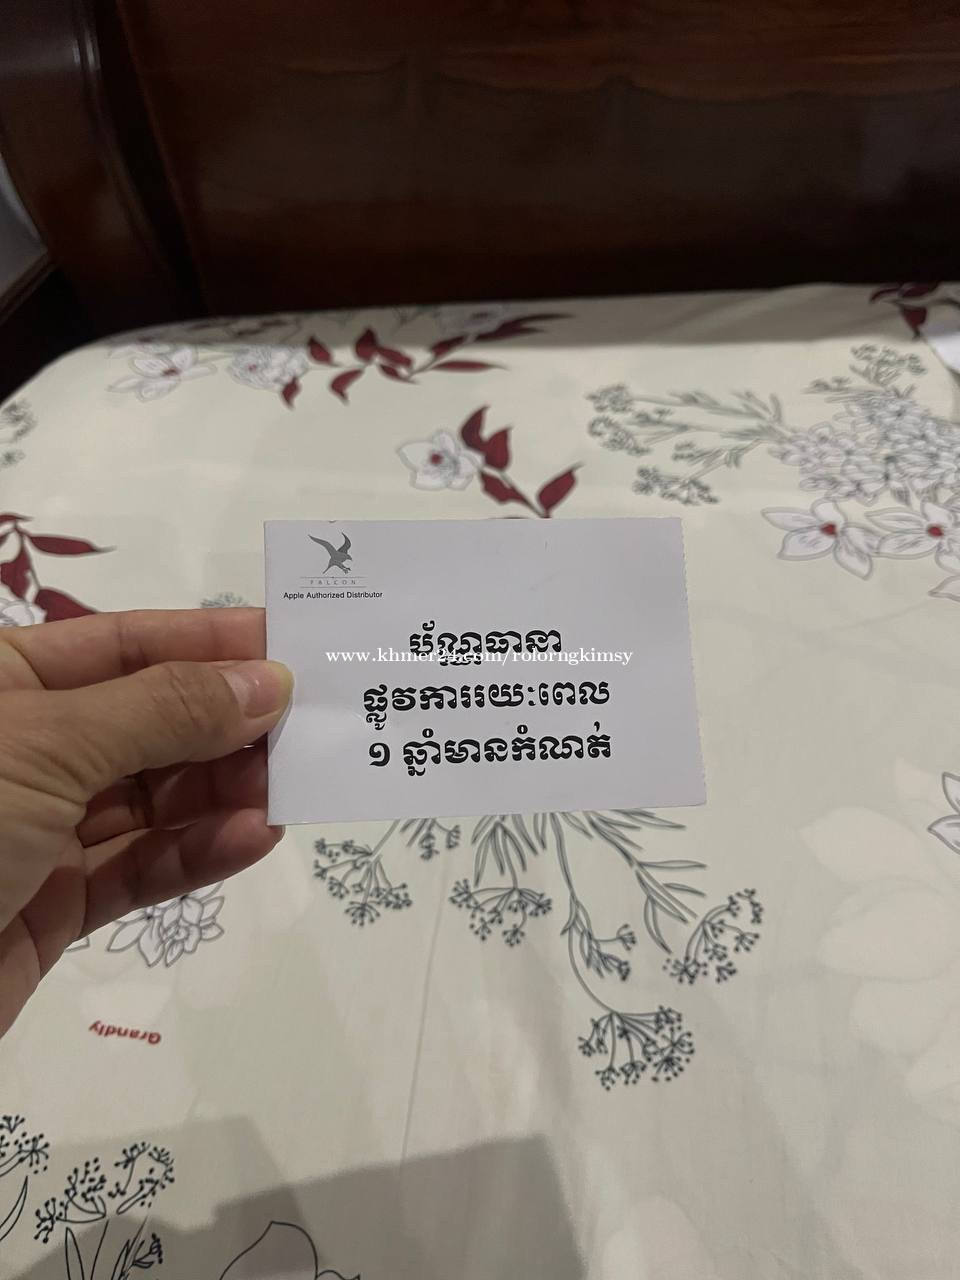 FALCON
Apple Authorized Distributor
ប័ណ្ណធានា
www.khmer24.com/rolorngkimsy
ផ្លូវការរយៈពេល
១ ឆ្នាំមានកំណត់
Grandly